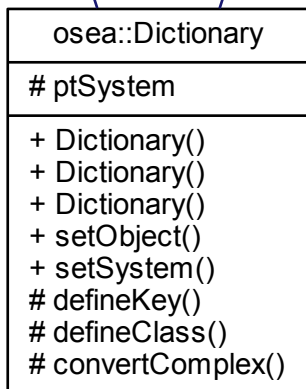 osea::Dictionary
# ptSystem
+ Dictionary()
+ Dictionary()
+ Dictionary()
+ setObject()
+ setSystem()
# defineKey()
# defineClass()
# convertComplex()